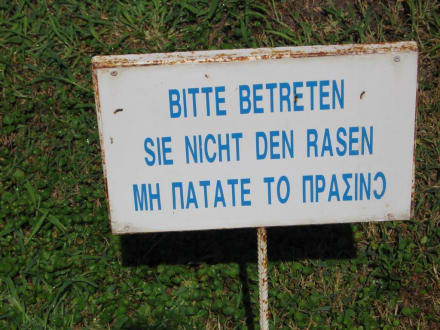 BITTE BETRETEN
SIE NICHT DEN RASEN
ΜΗ ΠΑΤΑΤΕ ΤΟ ΠΡΑΣΙΝΟ